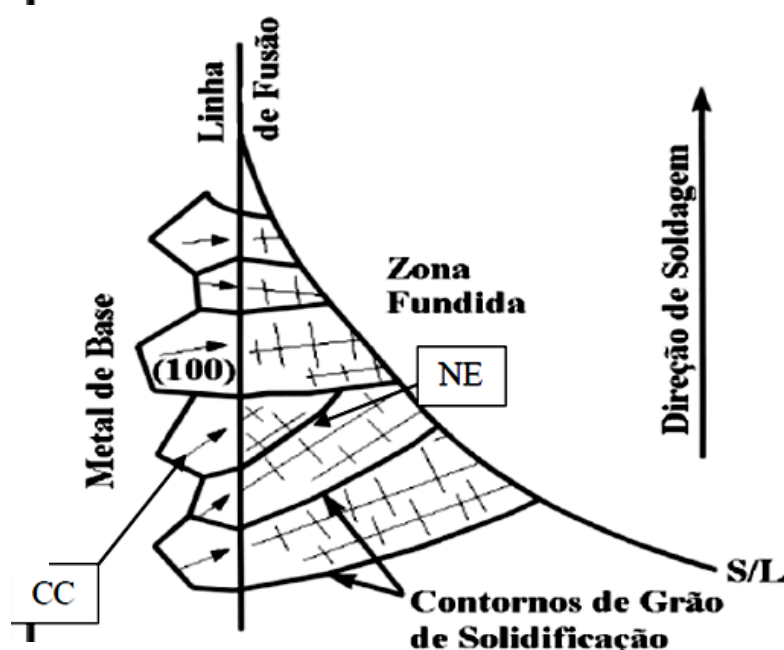 Linha
de Fusão
Direção de Soldagem
Zona
Fundida
Metal de Base
(100)
NE
CC
S/L
Contornos de Grão
de Solidificação